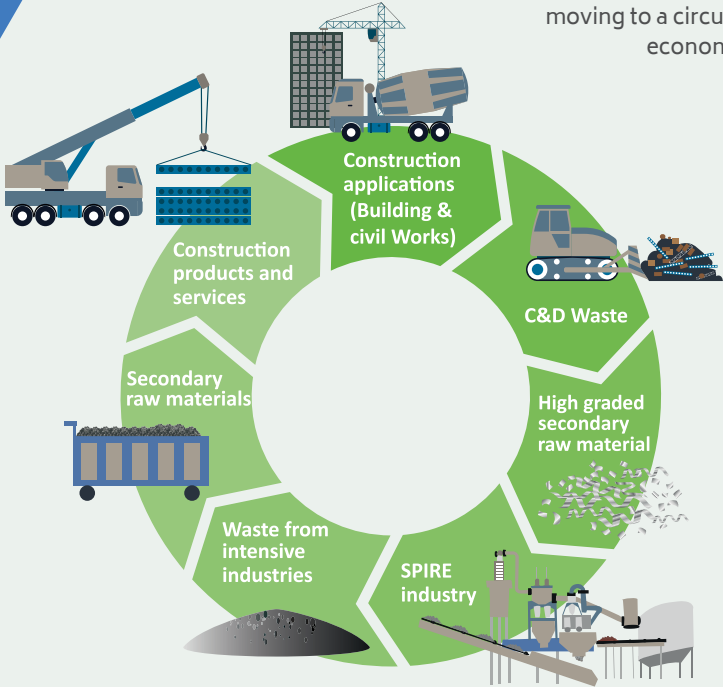 moving to a circu
econom
Construction
applications
(Building &
civil Works)
C&D Waste
High graded
secondary
raw material
SPIRE
industry
Waste from
intensive
industries
Secondary
raw materials
Construction
products and
services